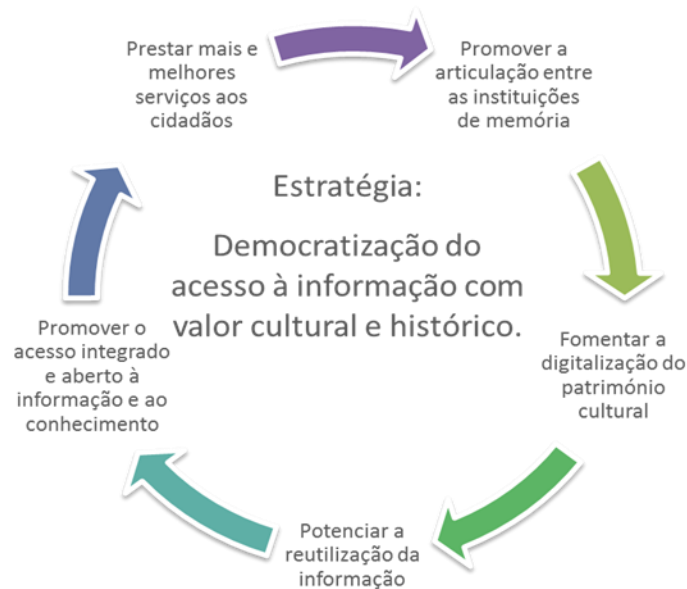 Prestar mais e
melhores
serviços aos
cidadãos
Promover a
articulação entre
as instituições
de memória
Estratégia:
Democratização do
acesso à informação com
valor cultural e histórico.
Fomentar a
digitalização do
património
cultural
Potenciar a
reutilização da
informação
Promover o
acesso integrado
e aberto à
informação e ao
conhecimento